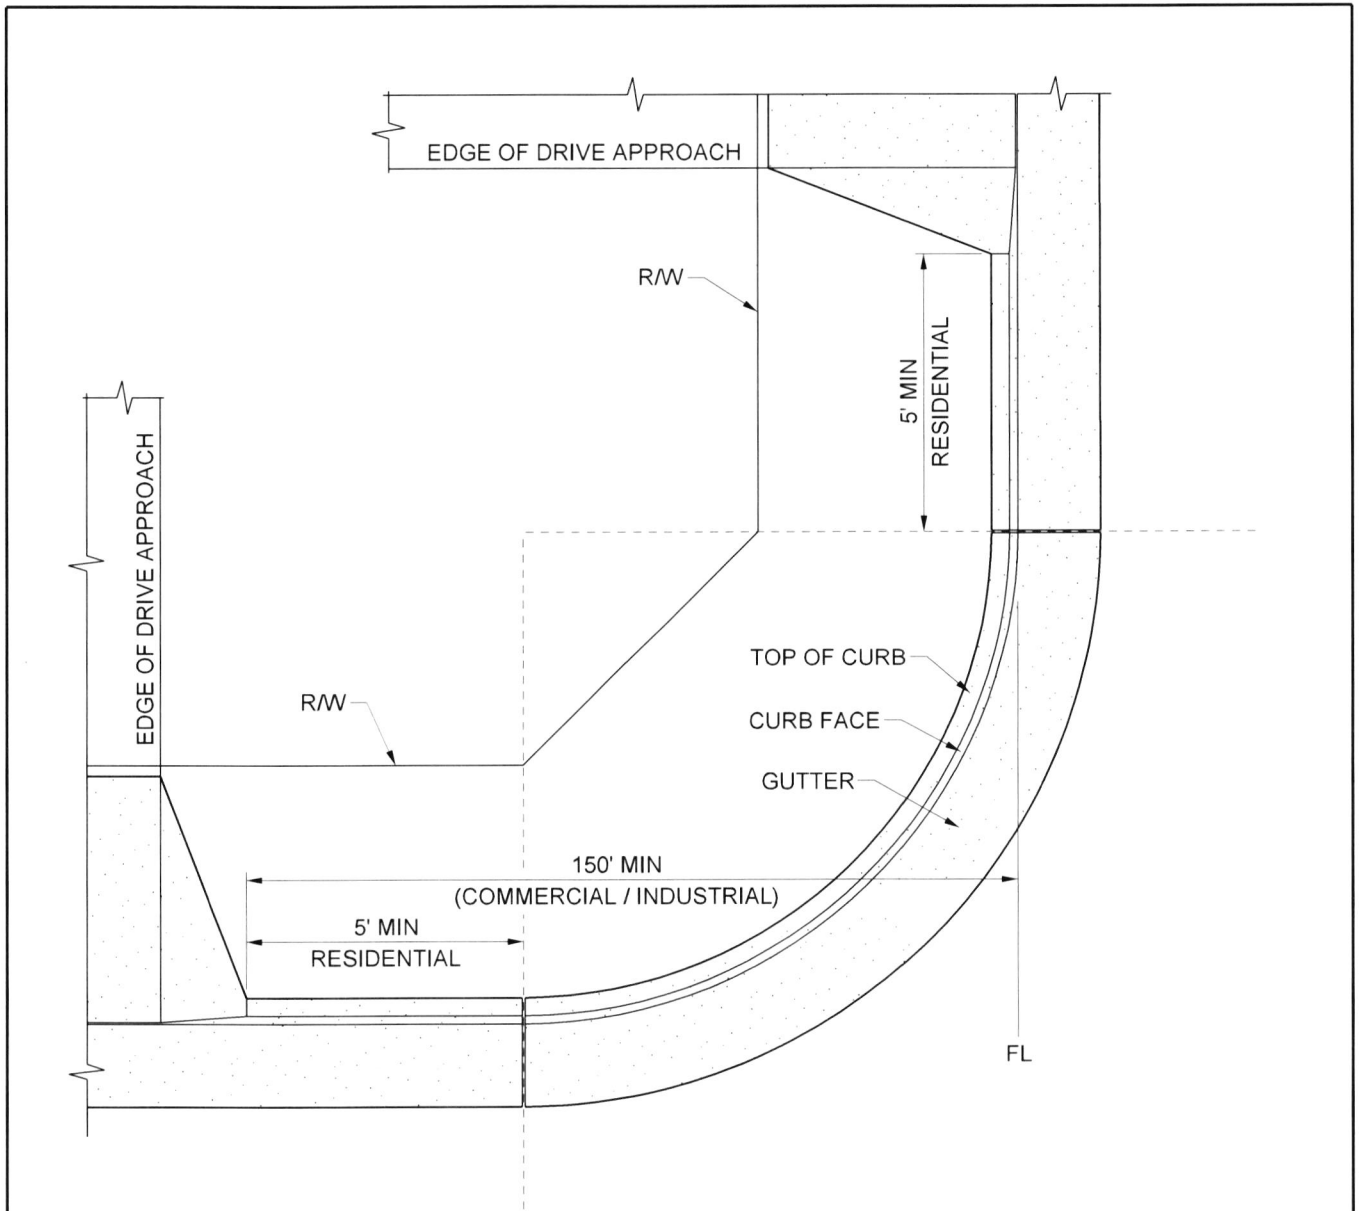 EDGE OF DRIVE APPROACH
R/W
5' MIN
RESIDENTIAL
EDGE OF DRIVE APPROACH
TOP OF CURB
R/W
CURB FACE
GUTTER
150' MIN
(COMMERCIAL / INDUSTRIAL)
5' MIN
RESIDENTIAL
FL